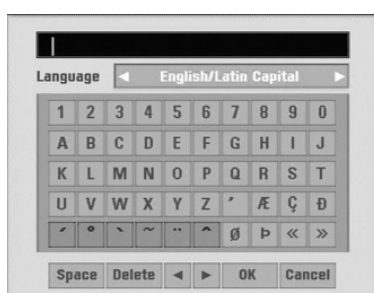 Language ◄ English/Latin Capital ►
1 2 3 4 5 6 7 8 9 0
A B C D E F G H I J
K L M N O P Q R S T
U V W X Y Z ’ Æ Ç Ð
´ ° ` ~ ¨ ^ Ø Þ « »
Space Delete ◄ ► OK Cancel